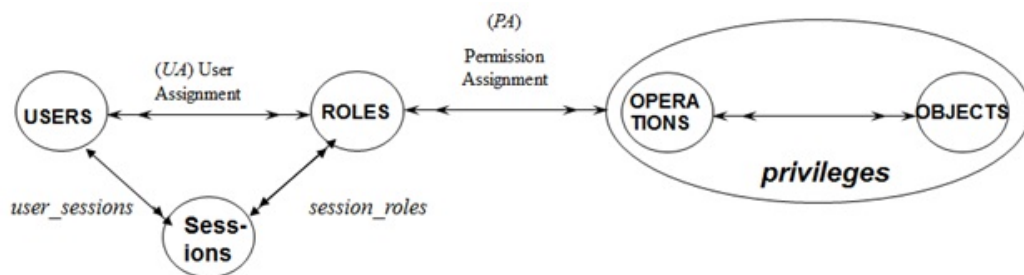 (PA)
Permission
Assignment
(UA) User
Assignment
USERS
ROLES
OPERA
TIONS
OBJECTS
privileges
user_sessions
session_roles
Sess-
ions